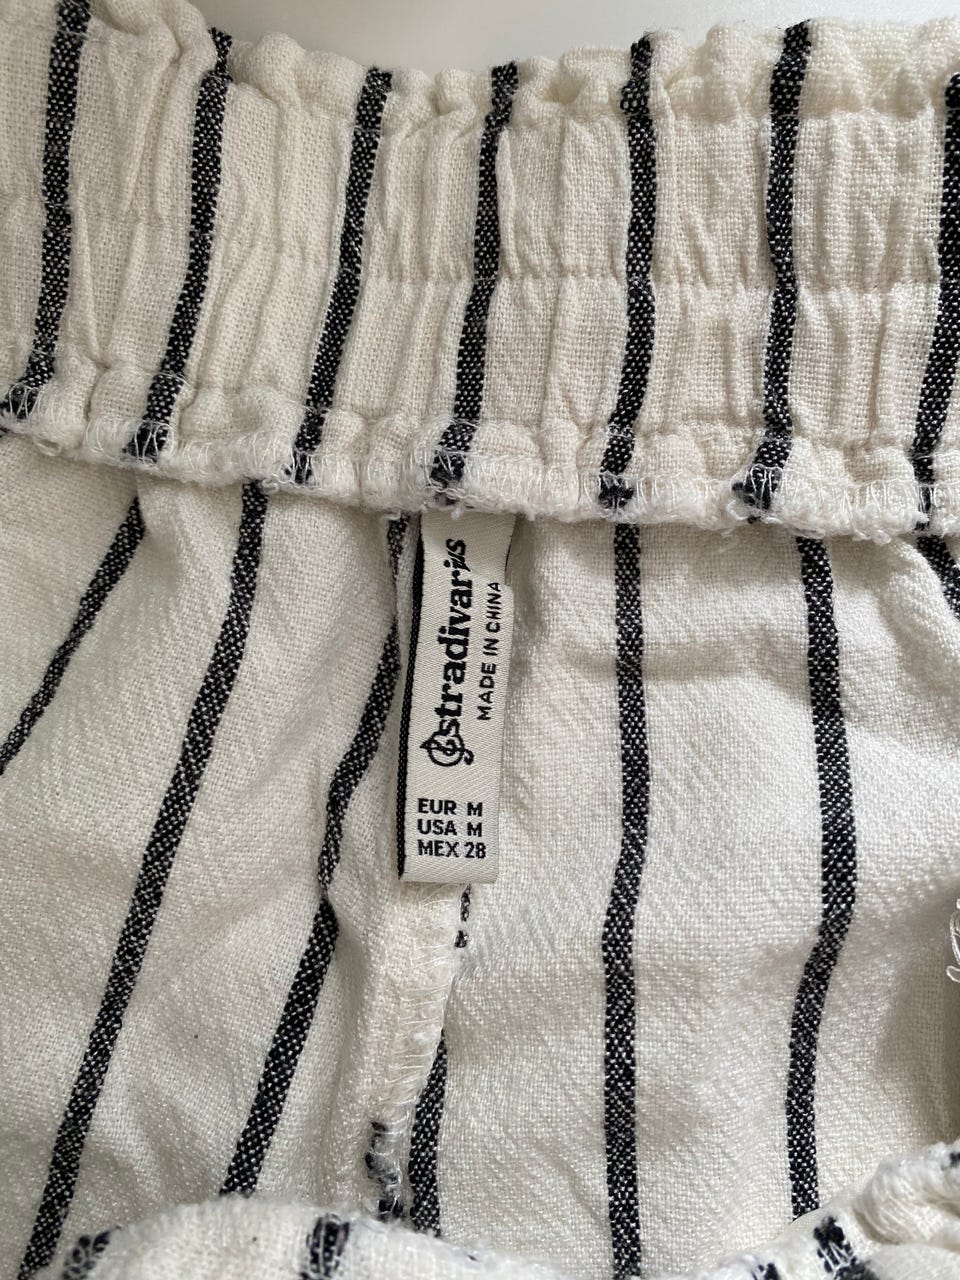 stradivarius
MADE IN CHINA
EUR M
USA M
MEX 28